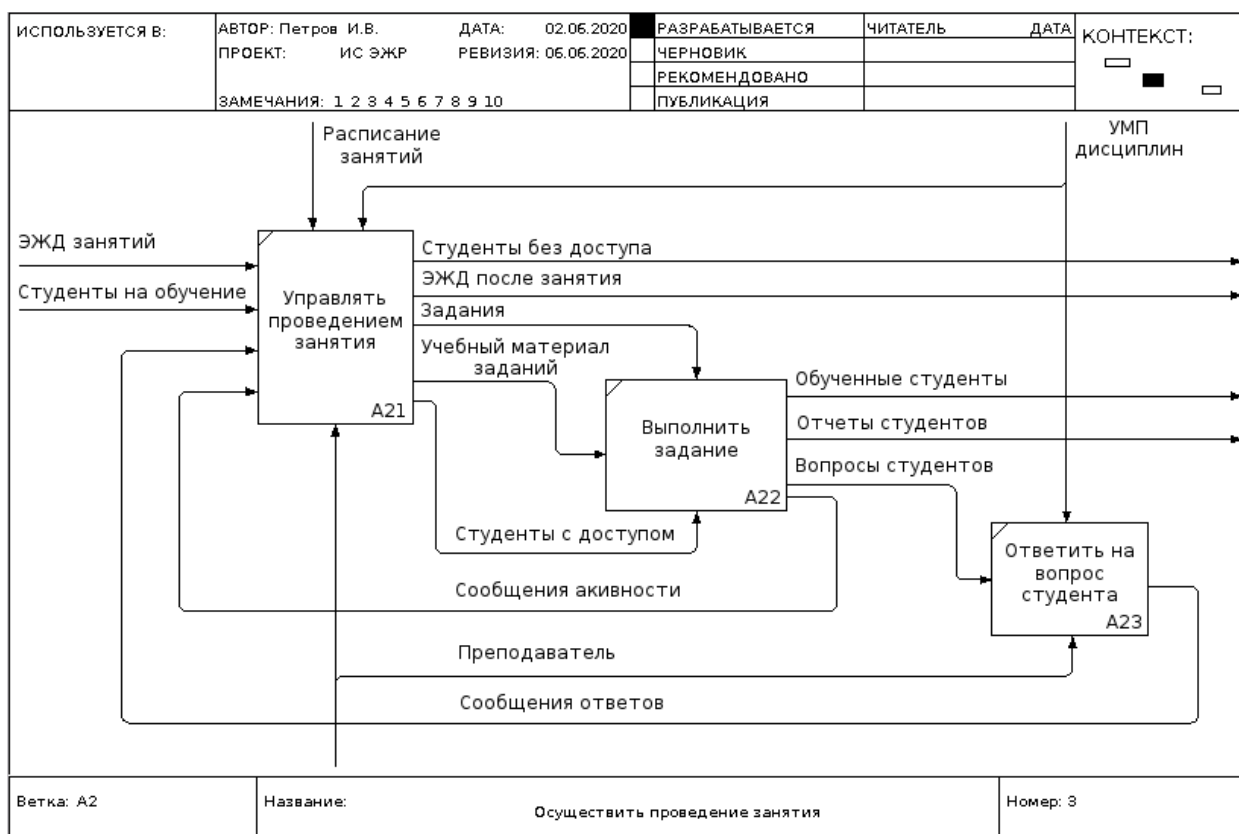 ИСПОЛЬЗУЕТСЯ В:
АВТОР: Петров И.В.
ДАТА: 02.06.2020
ПРОЕКТ: ИС ЭЖР
РЕВИЗИЯ: 06.06.2020
ЗАМЕЧАНИЯ: 1 2 3 4 5 6 7 8 9 10
РАЗРАБАТЫВАЕТСЯ
ЧЕРНОВИК
РЕКОМЕНДОВАНО
ПУБЛИКАЦИЯ
ЧИТАТЕЛЬ ДАТА
КОНТЕКСТ:
Расписание
занятий
УМП
дисциплин
ЭЖД занятий
Студенты на обучение
Управлять
проведением
занятия
A21
Студенты без доступа
ЭЖД после занятия
Задания
Учебный материал
заданий
Выполнить
задание
A22
Обученные студенты
Отчеты студентов
Вопросы студентов
Ответить на
вопрос
студента
A23
Студенты с доступом
Сообщения акивности
Преподаватель
Сообщения ответов
Ветка: A2
Название:
Осуществить проведение занятия
Номер: 3